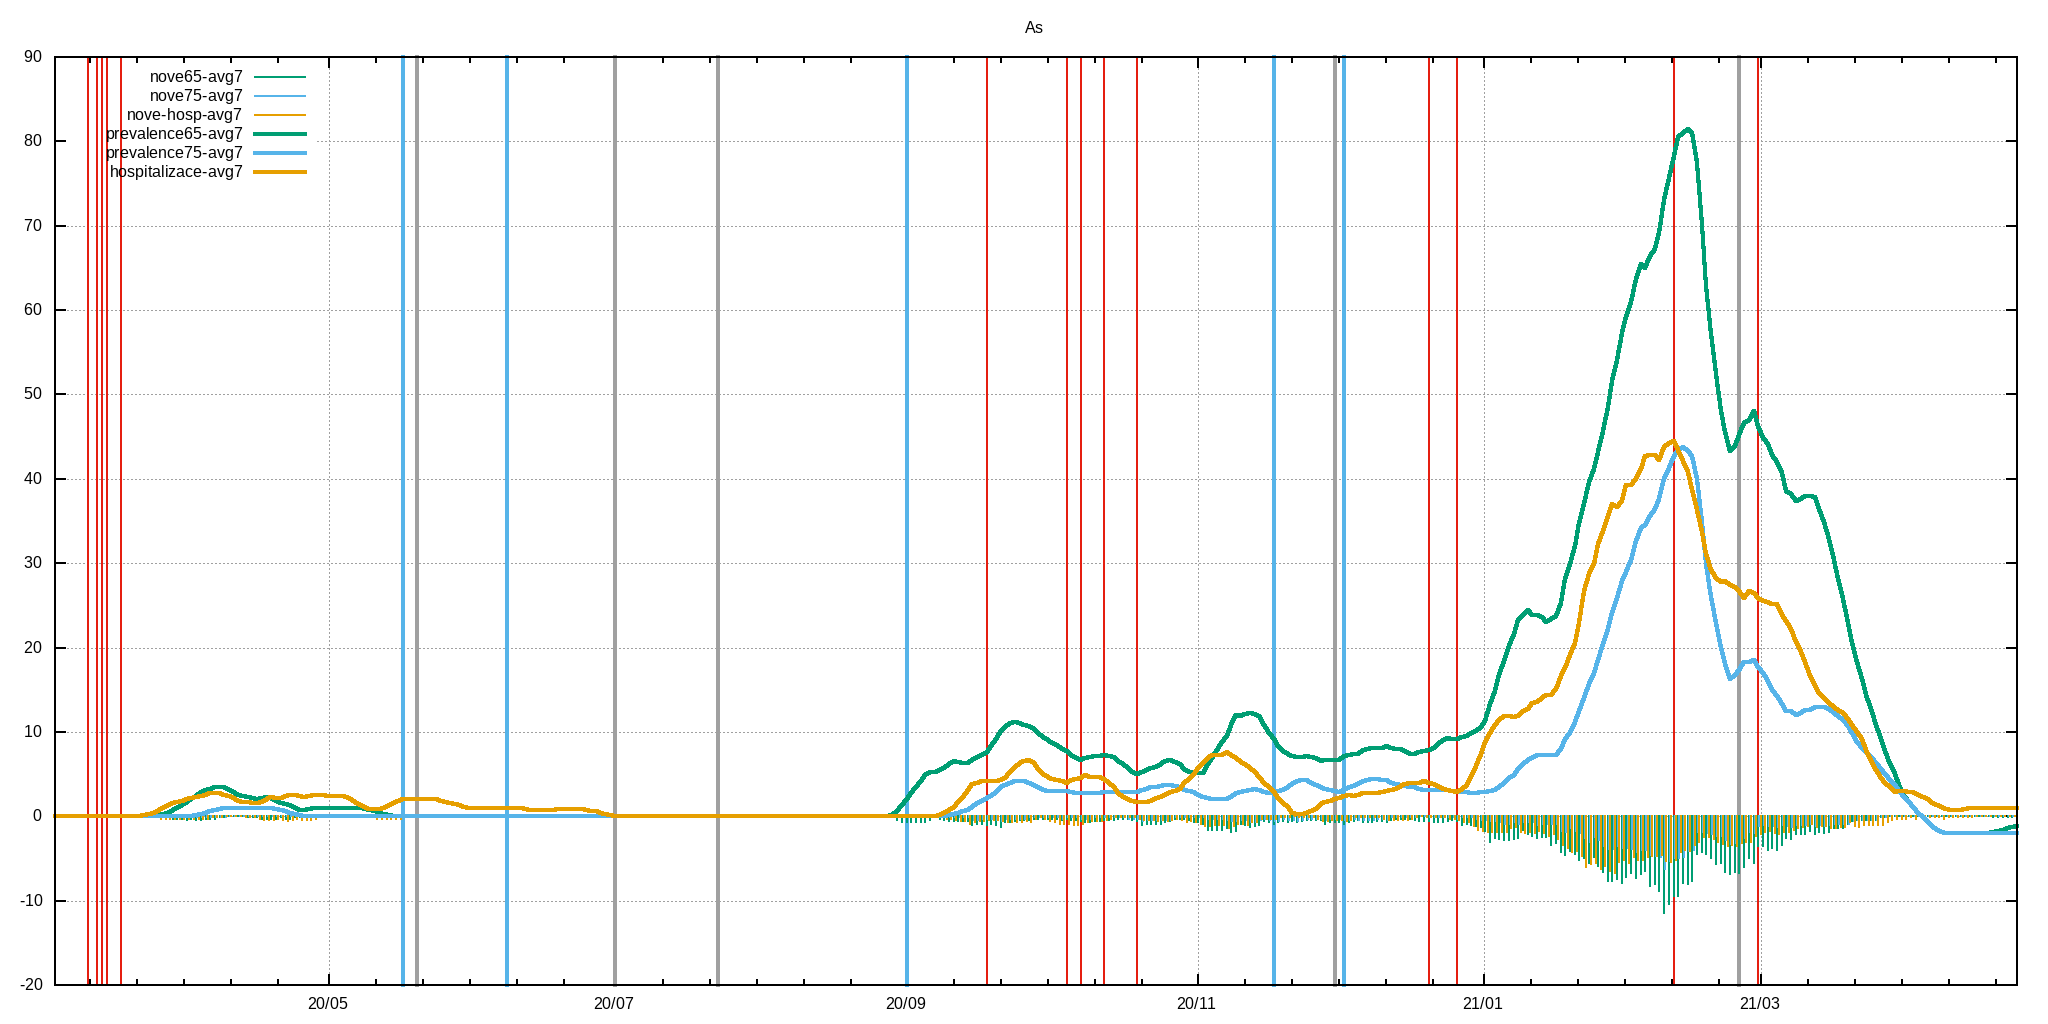 As
90
80
70
60
50
40
30
20
10
0
-10
-20
nove65-avg7
nove75-avg7
nove-hosp-avg7
prevalence65-avg7
prevalence75-avg7
hospitalizace-avg7
20/05 20/07 20/09 20/11 21/01 21/03